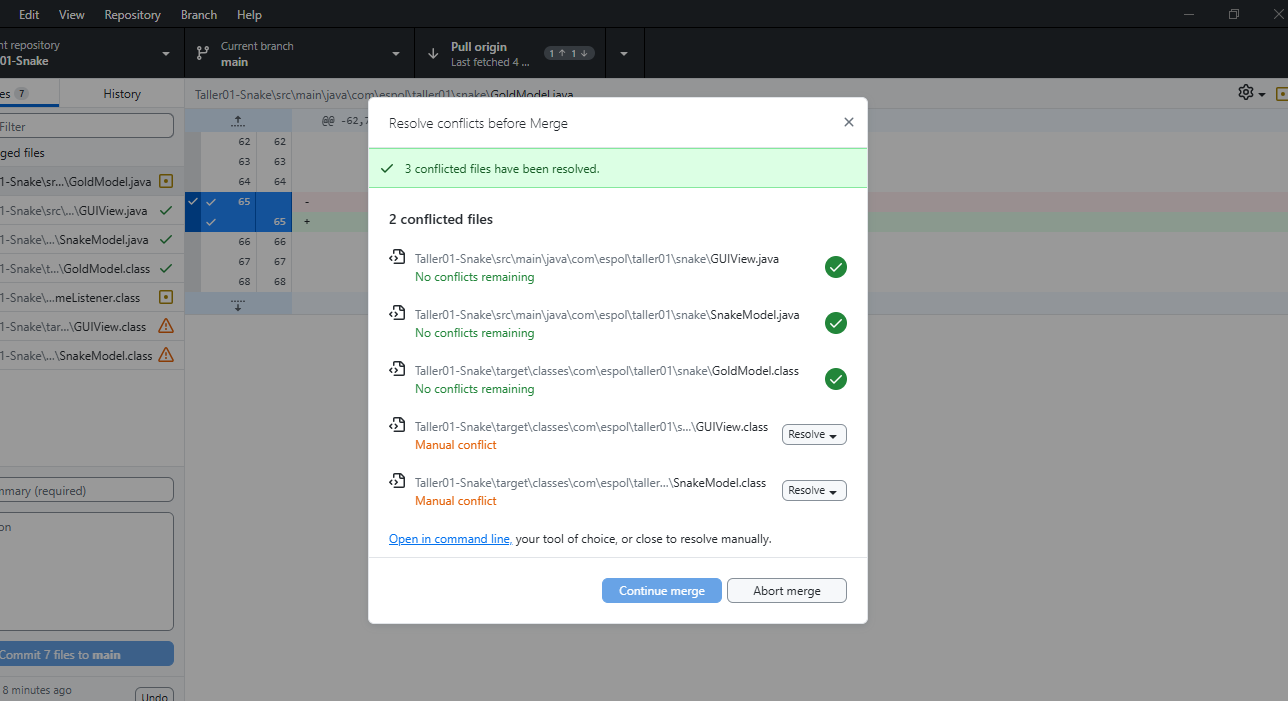 Edit View Repository Branch Help
nt repository
01-Snake
Current branch
main
Pull origin
Last fetched 4 ...
1 ↑ 1 ↓
es 7
History
Taller01-Snake\src\main\java\com\espol\taller01\snake\GoldModel.java
Filter
ged files
1-Snake\sr...\GoldModel.java
1-Snake\src\...\GUIView.java
1-Snake\...\SnakeModel.java
1-Snake\t...\GoldModel.class
1-Snake\...meListener.class
1-Snake\tar...\GUIView.class
1-Snake\...\SnakeModel.class
@@ -62,7
62 62
63 63
64 64
65 -
65 +
66 66
67 67
68 68
Resolve conflicts before Merge
3 conflicted files have been resolved.
2 conflicted files
Taller01-Snake\src\main\java\com\espol\taller01\snake\GUIView.java
No conflicts remaining
Taller01-Snake\src\main\java\com\espol\taller01\snake\SnakeModel.java
No conflicts remaining
Taller01-Snake\target\classes\com\espol\taller01\snake\GoldModel.class
No conflicts remaining
Taller01-Snake\target\classes\com\espol\taller01\s...\GUIView.class
Manual conflict
Resolve
Taller01-Snake\target\classes\com\espol\taller...\SnakeModel.class
Manual conflict
Resolve
Open in command line, your tool of choice, or close to resolve manually.
Continue merge
Abort merge
mmary (required)
on
Commit 7 files to main
8 minutes ago
Undo